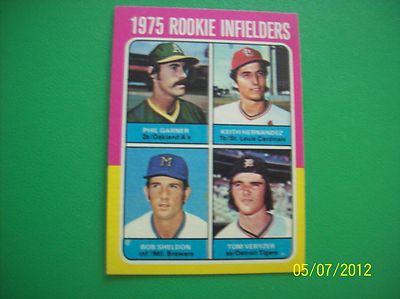 1975 ROOKIE INFIELDERS
PHIL GARNER
2b/Oakland A's
KEITH HERNANDEZ
1b/St. Louis Cardinals
BOB SHELDON
inf./Mil. Brewers
TOM VERYZER
ss/Detroit Tigers
05/07/2012